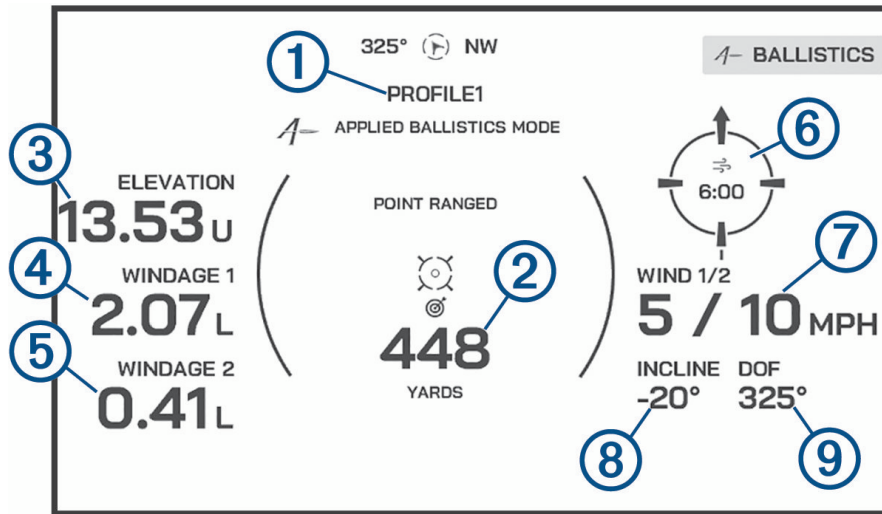 325° NW
A- BALLISTICS
1
PROFILE1
A- APPLIED BALLISTICS MODE
3
ELEVATION
13.53 U
4
WINDAGE 1
2.07 L
5
WINDAGE 2
0.41 L
POINT RANGED
2
448
YARDS
6
6:00
7
WIND 1/2
5 / 10 MPH
INCLINE DOF
-20° 325°
8 9